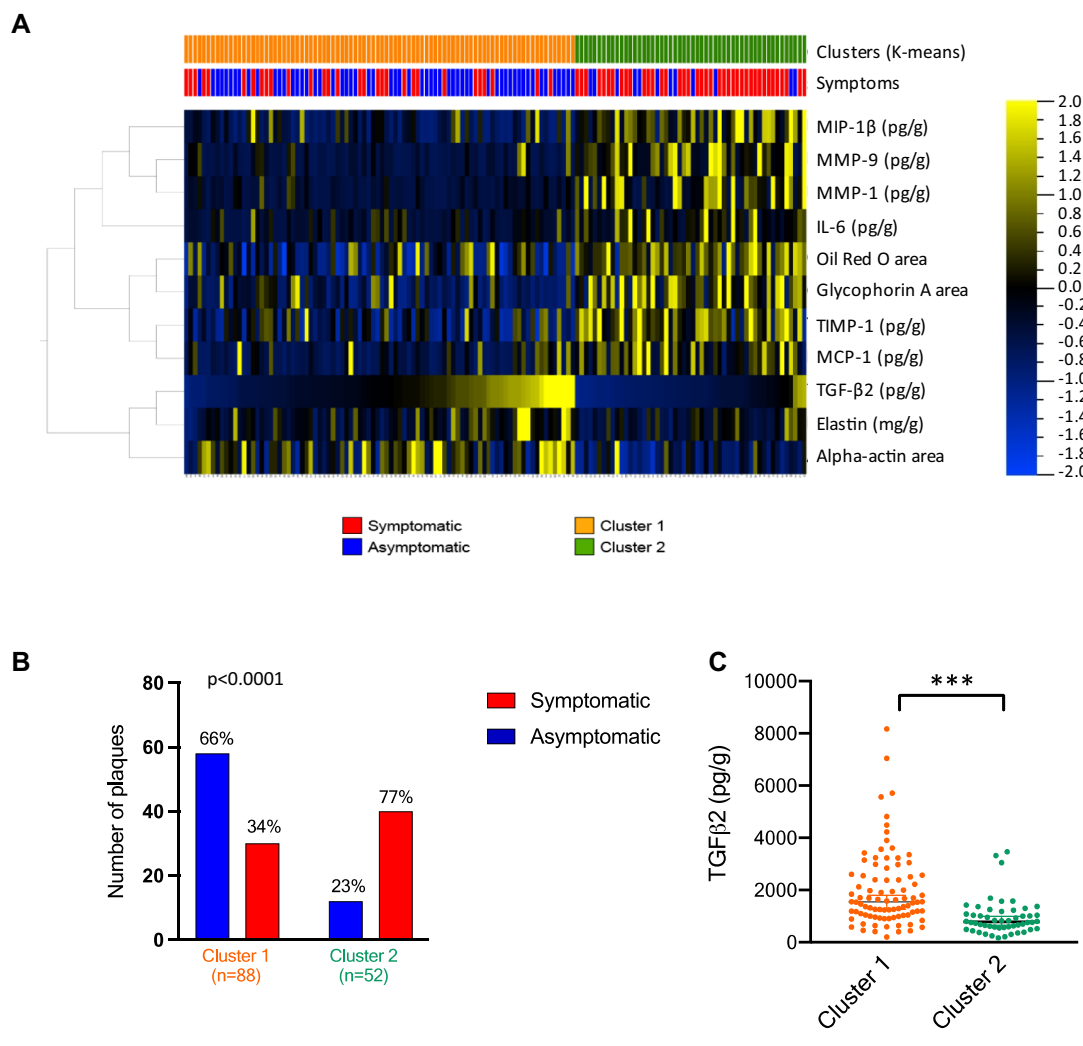 A
Clusters (K-means)
Symptoms
MIP-1β (pg/g)
MMP-9 (pg/g)
MMP-1 (pg/g)
IL-6 (pg/g)
Oil Red O area
Glycophorin A area
TIMP-1 (pg/g)
MCP-1 (pg/g)
TGF-β2 (pg/g)
Elastin (mg/g)
Alpha-actin area
2.0
1.8
1.6
1.4
1.2
1.0
0.8
0.6
0.4
0.2
0.0
-0.2
-0.4
-0.6
-0.8
-1.0
-1.2
-1.4
-1.6
-1.8
-2.0
Symptomatic
Asymptomatic
Cluster 1
Cluster 2
B
Number of plaques
80
60
40
20
0
p<0.0001
66%
34%
23%
77%
Cluster 1
(n=88)
Cluster 2
(n=52)
Symptomatic
Asymptomatic
C
TGFβ2 (pg/g)
10000
8000
6000
4000
2000
0
***
Cluster 1
Cluster 2